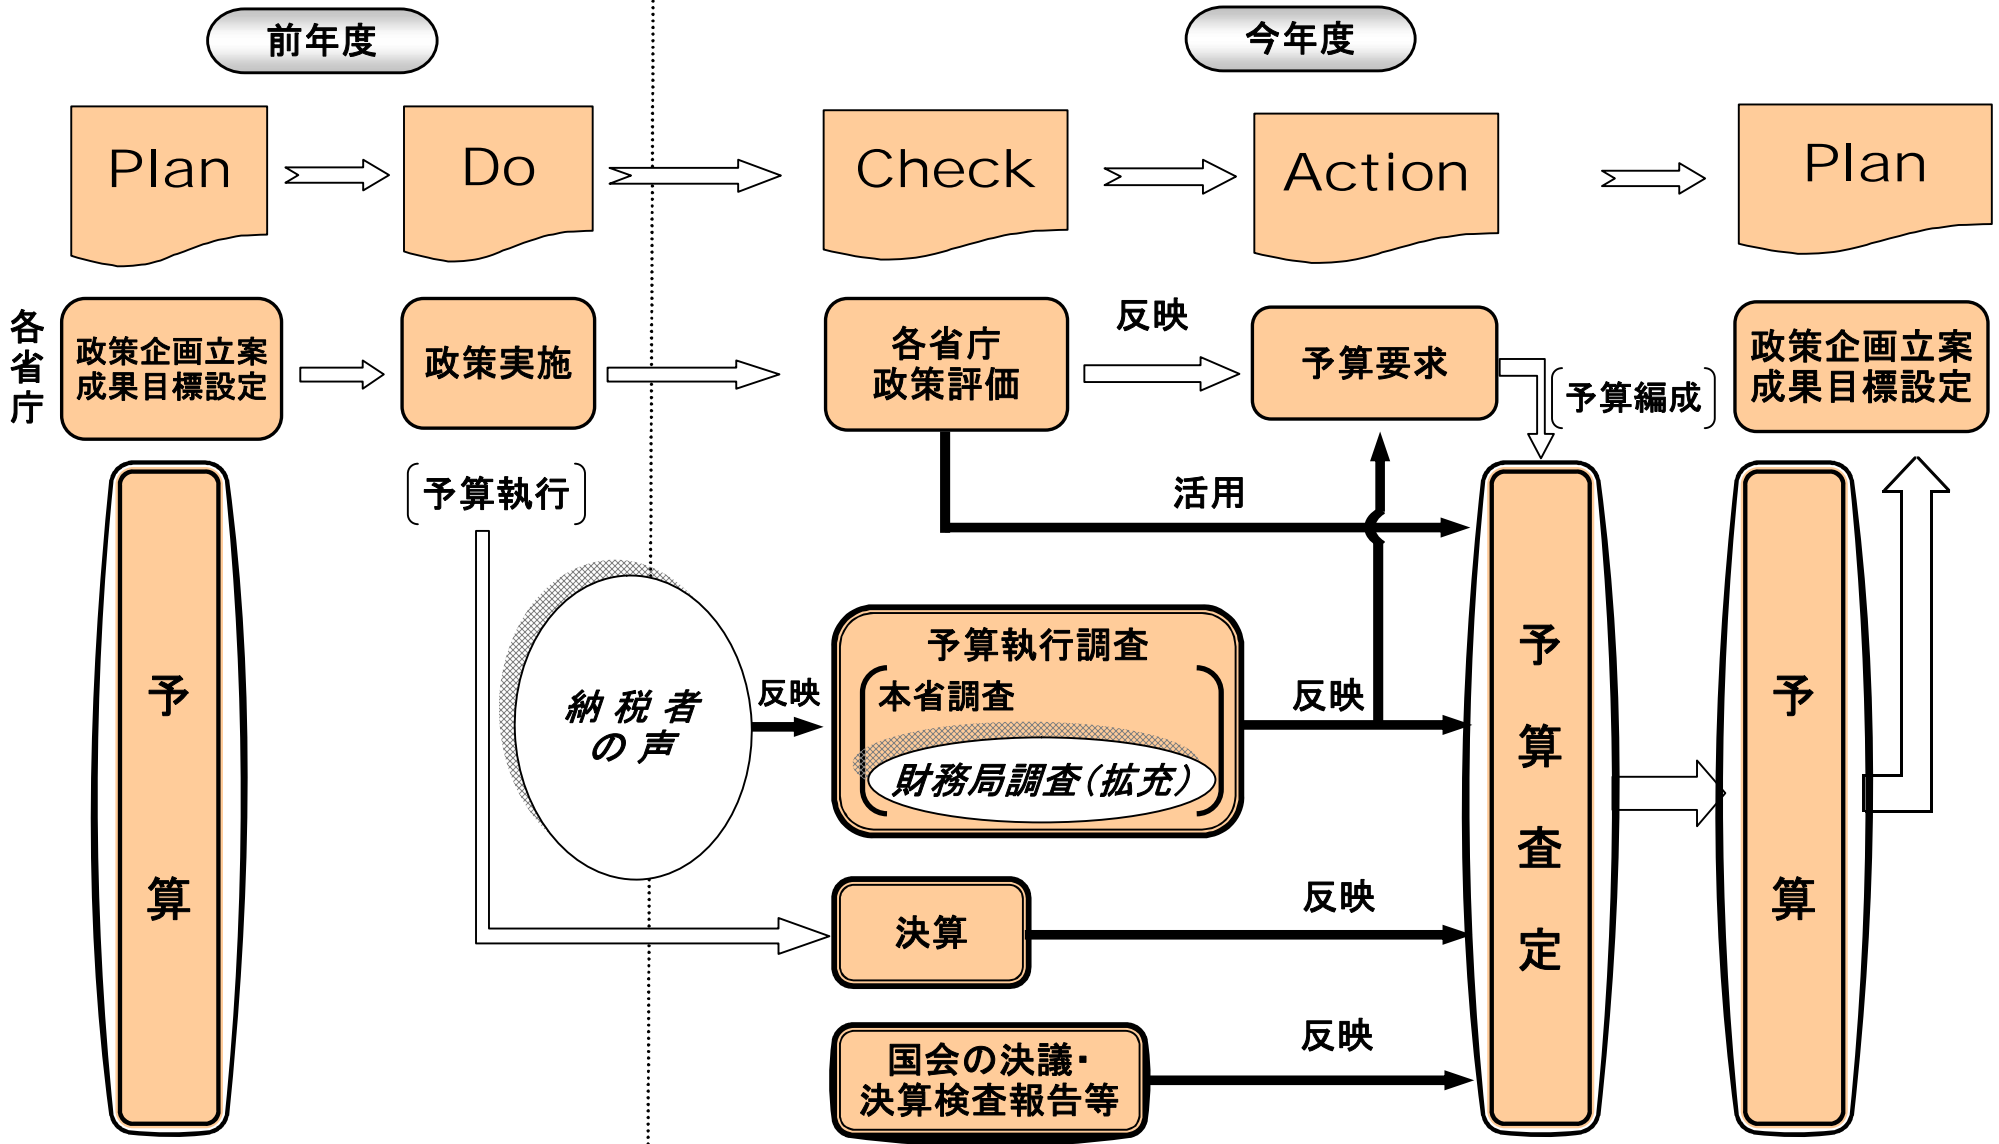 前年度
今年度
Plan
Do
Check
Action
Plan
各省庁
政策企画立案
成果目標設定
政策実施
各省庁
政策評価
反映
予算要求
予算編成
政策企画立案
成果目標設定
予算執行
活用
予算
納税者
の声
反映
予算執行調査
本省調査
財務局調査(拡充)
反映
予算査定
予算
決算
反映
国会の決議・
決算検査報告等
反映